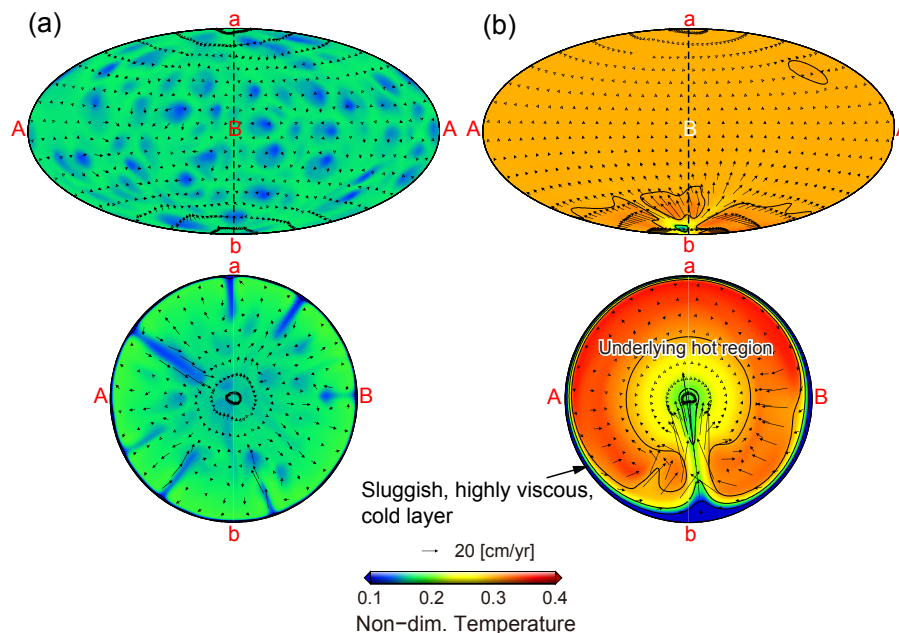 (a)
a
A
B
A
b
a
A
B
b
(b)
a
A
B
A
b
a
Underlying hot region
A
B
b
Sluggish, highly viscous,
cold layer
20 [cm/yr]
0.1 0.2 0.3 0.4
Non−dim. Temperature